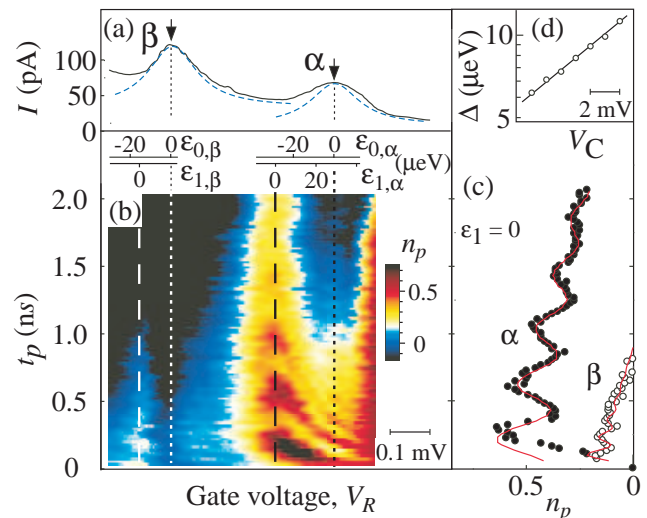 (a)
β
α
I (pA)
100
50
0
-20 0 ε0,β
0 ε1,β
-20 0 ε0,α
0 20 ε1,α
(μeV)
(b)
tp (ns)
2.0
1.5
1.0
0.5
0
np
0.5
0
0.1 mV
Gate voltage, VR
(d)
Δ (μeV)
10
5
2 mV
VC
(c)
ε1 = 0
α
β
0.5
0
np